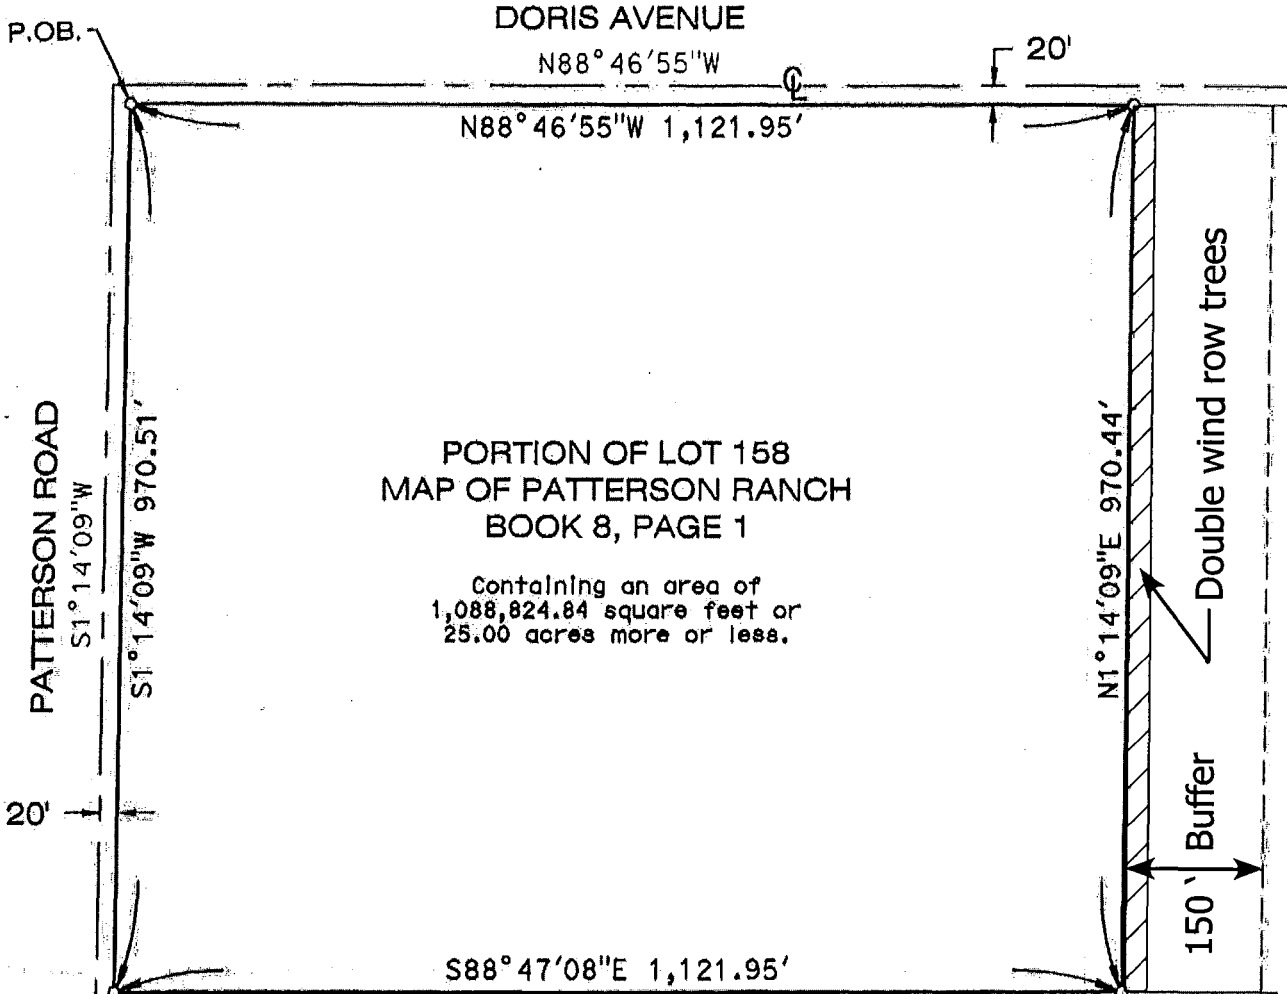 DORIS AVENUE
P.OB.
N88°46'55"W
20'
℄
N88°46'55"W 1,121.95'
PATTERSON ROAD
S1°14'09"W
S1°14'09"W 970.51'
PORTION OF LOT 158
MAP OF PATTERSON RANCH
BOOK 8, PAGE 1
Containing an area of
1,088,824.84 square feet or
25.00 acres more or less.
N1°14'09"E 970.44'
Double wind row trees
20'
150' Buffer
S88°47'08"E 1,121.95'